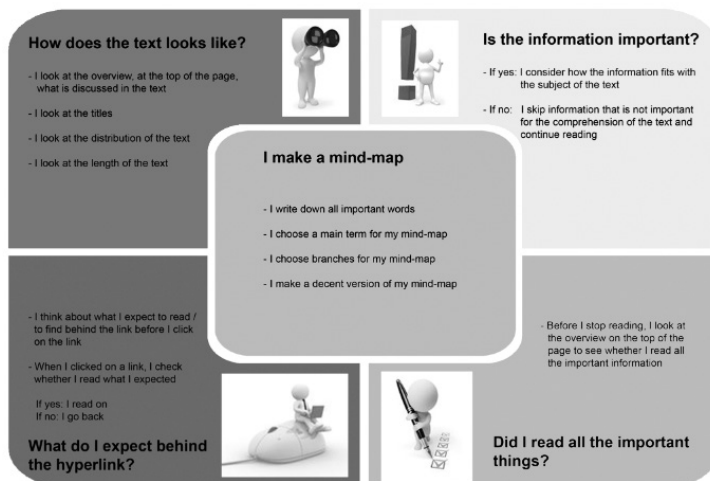 How does the text looks like?
- I look at the overview, at the top of the page,
what is discussed in the text
- I look at the titles
- I look at the distribution of the text
- I look at the length of the text
Is the information important?
- If yes: I consider how the information fits with
the subject of the text
- If no: I skip information that is not important
for the comprehension of the text and
continue reading
I make a mind-map
- I write down all important words
- I choose a main term for my mind-map
- I choose branches for my mind-map
- I make a decent version of my mind-map
- I think about what I expect to read /
to find behind the link before I click
on the link
- When I clicked on a link, I check
whether I read what I expected
If yes: I read on
If no: I go back
What do I expect behind
the hyperlink?
- Before I stop reading, I look at
the overview on the top of the
page to see whether I read all
the important information
Did I read all the important
things?